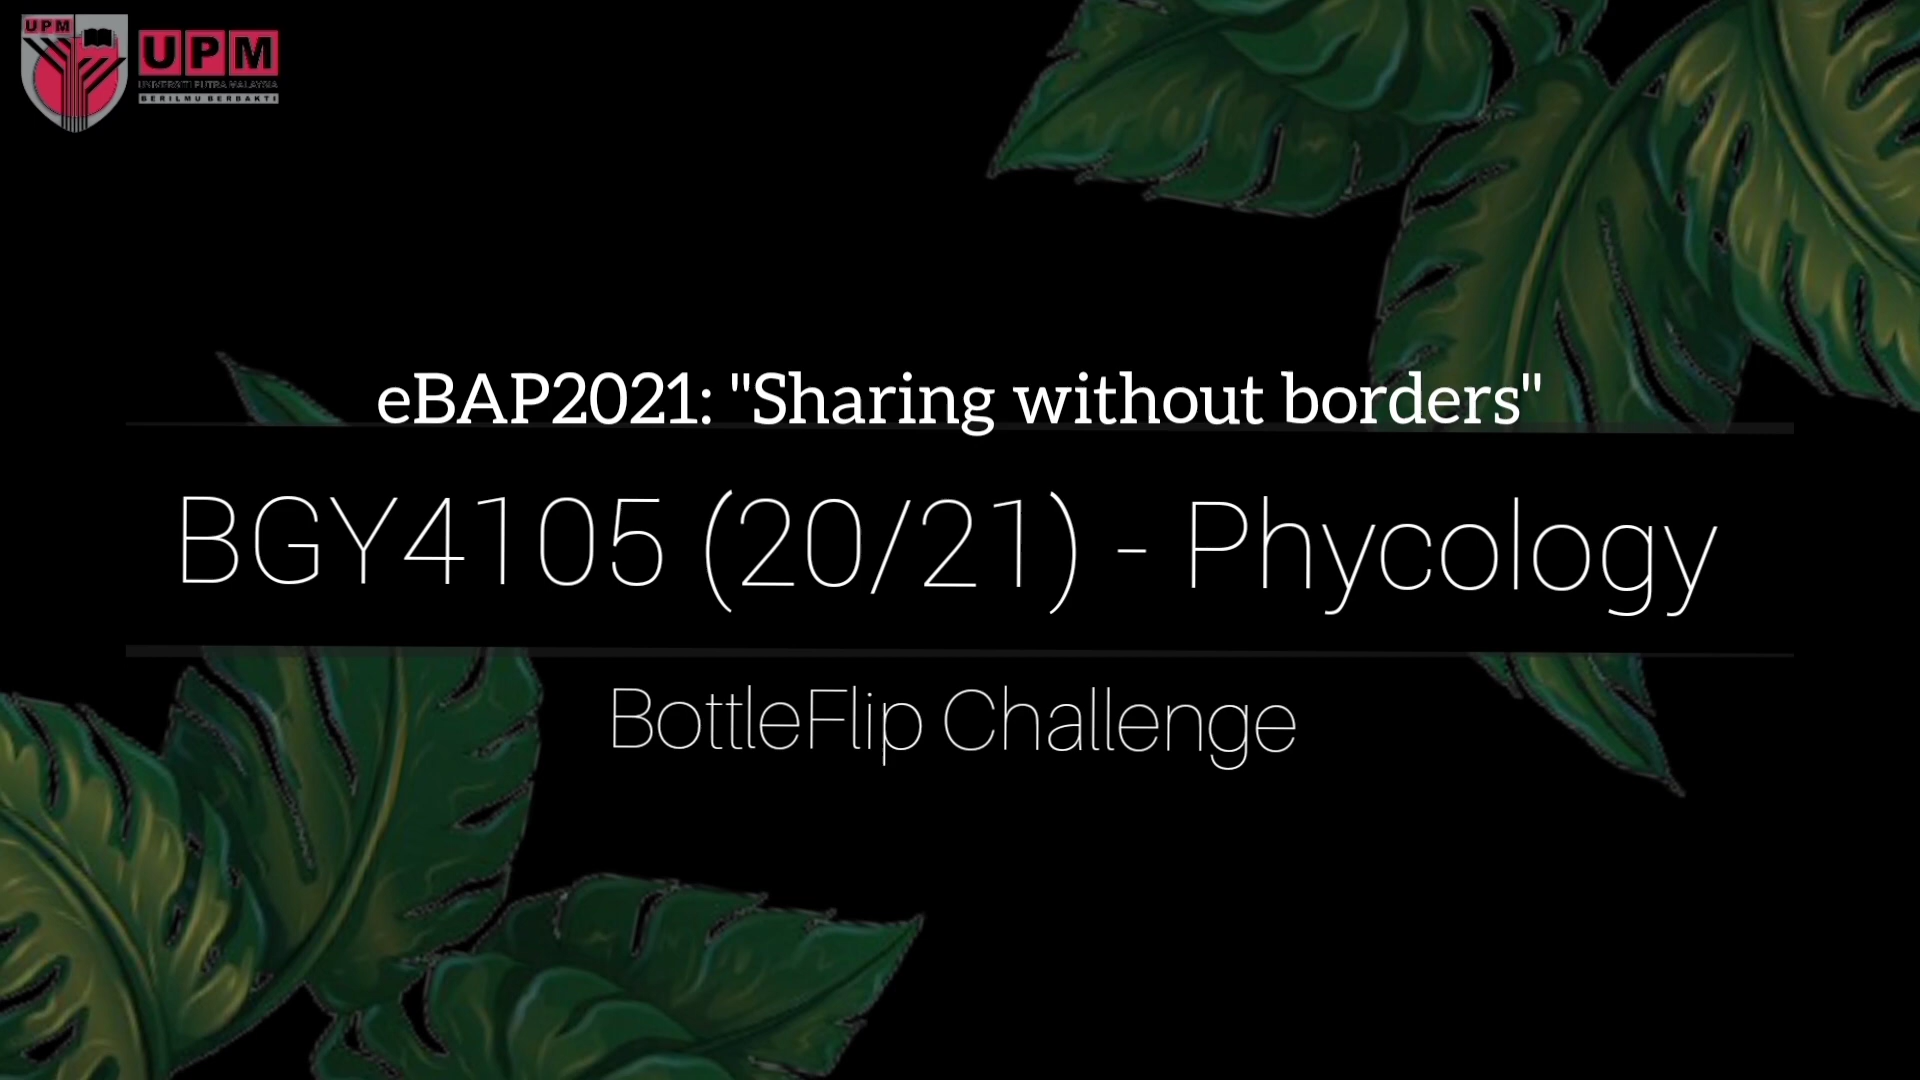 UPM
UPM
UNIVERSITI PUTRA MALAYSIA
BERILMU BERBAKTI
eBAP2021: "Sharing without borders"
BGY4105 (20/21) - Phycology
BottleFlip Challenge